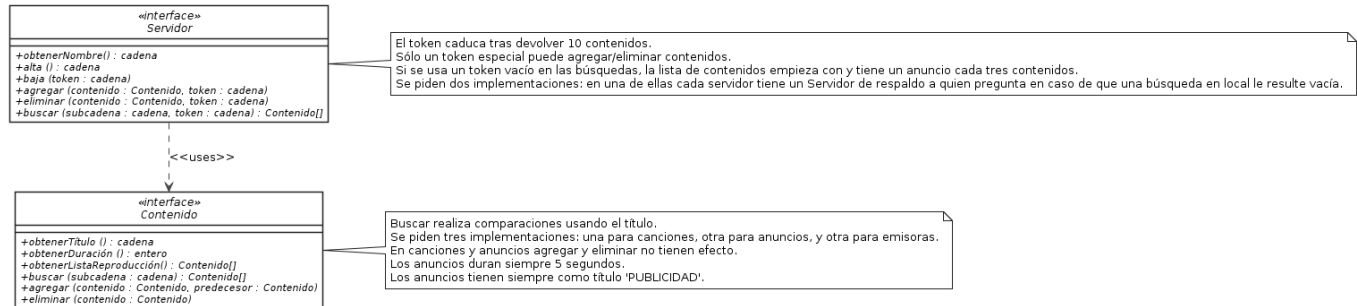 «interface»
Servidor
+obtenerNombre() : cadena
+alta () : cadena
+baja (token : cadena)
+agregar (contenido : Contenido, token : cadena)
+eliminar (contenido : Contenido, token : cadena)
+buscar (subcadena : cadena, token : cadena) : Contenido[]
El token caduca tras devolver 10 contenidos.
Sólo un token especial puede agregar/eliminar contenidos.
Si se usa un token vacío en las búsquedas, la lista de contenidos empieza con y tiene un anuncio cada tres contenidos.
Se piden dos implementaciones: en una de ellas cada servidor tiene un Servidor de respaldo a quien pregunta en caso de que una búsqueda en local le resulte vacía.
<<uses>>
«interface»
Contenido
+obtenerTítulo () : cadena
+obtenerDuración () : entero
+obtenerListaReproducción() : Contenido[]
+buscar (subcadena : cadena) : Contenido[]
+agregar (contenido : Contenido, predecesor : Contenido)
+eliminar (contenido : Contenido)
Buscar realiza comparaciones usando el título.
Se piden tres implementaciones: una para canciones, otra para anuncios, y otra para emisoras.
En canciones y anuncios agregar y eliminar no tienen efecto.
Los anuncios duran siempre 5 segundos.
Los anuncios tienen siempre como título 'PUBLICIDAD'.